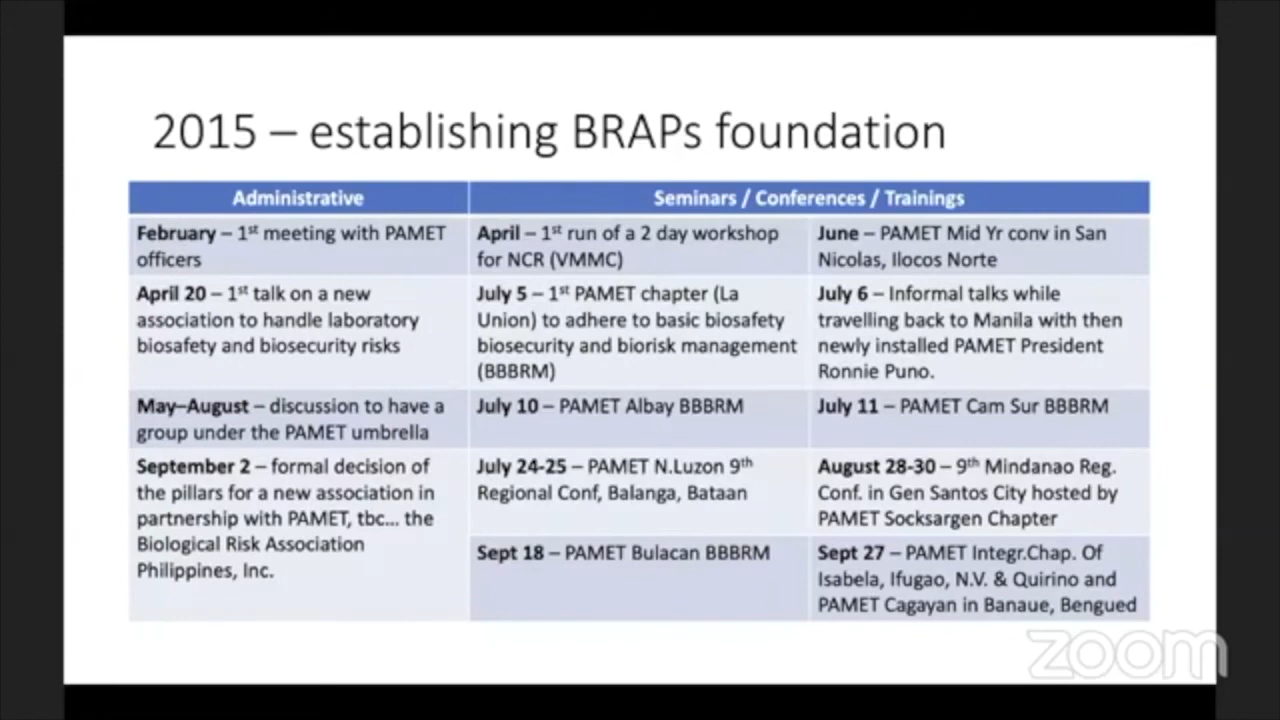 2015 – establishing BRAPs foundation
Administrative
Seminars / Conferences / Trainings
February – 1st meeting with PAMET
officers
April – 1st run of a 2 day workshop
for NCR (VMMC)
June – PAMET Mid Yr conv in San
Nicolas, Ilocos Norte
April 20 – 1st talk on a new
association to handle laboratory
biosafety and biosecurity risks
July 5 – 1st PAMET chapter (La
Union) to adhere to basic biosafety
biosecurity and biorisk management
(BBBRM)
July 6 – Informal talks while
travelling back to Manila with then
newly installed PAMET President
Ronnie Puno.
May–August – discussion to have a
group under the PAMET umbrella
July 10 – PAMET Albay BBBRM
July 11 – PAMET Cam Sur BBBRM
September 2 – formal decision of
the pillars for a new association in
partnership with PAMET, tbc... the
Biological Risk Association
Philippines, Inc.
July 24-25 – PAMET N.Luzon 9th
Regional Conf, Balanga, Bataan
August 28-30 – 9th Mindanao Reg.
Conf. in Gen Santos City hosted by
PAMET Socksargen Chapter
Sept 18 – PAMET Bulacan BBBRM
Sept 27 – PAMET Integr.Chap. Of
Isabela, Ifugao, N.V. & Quirino and
PAMET Cagayan in Banaue, Bengued
zoom